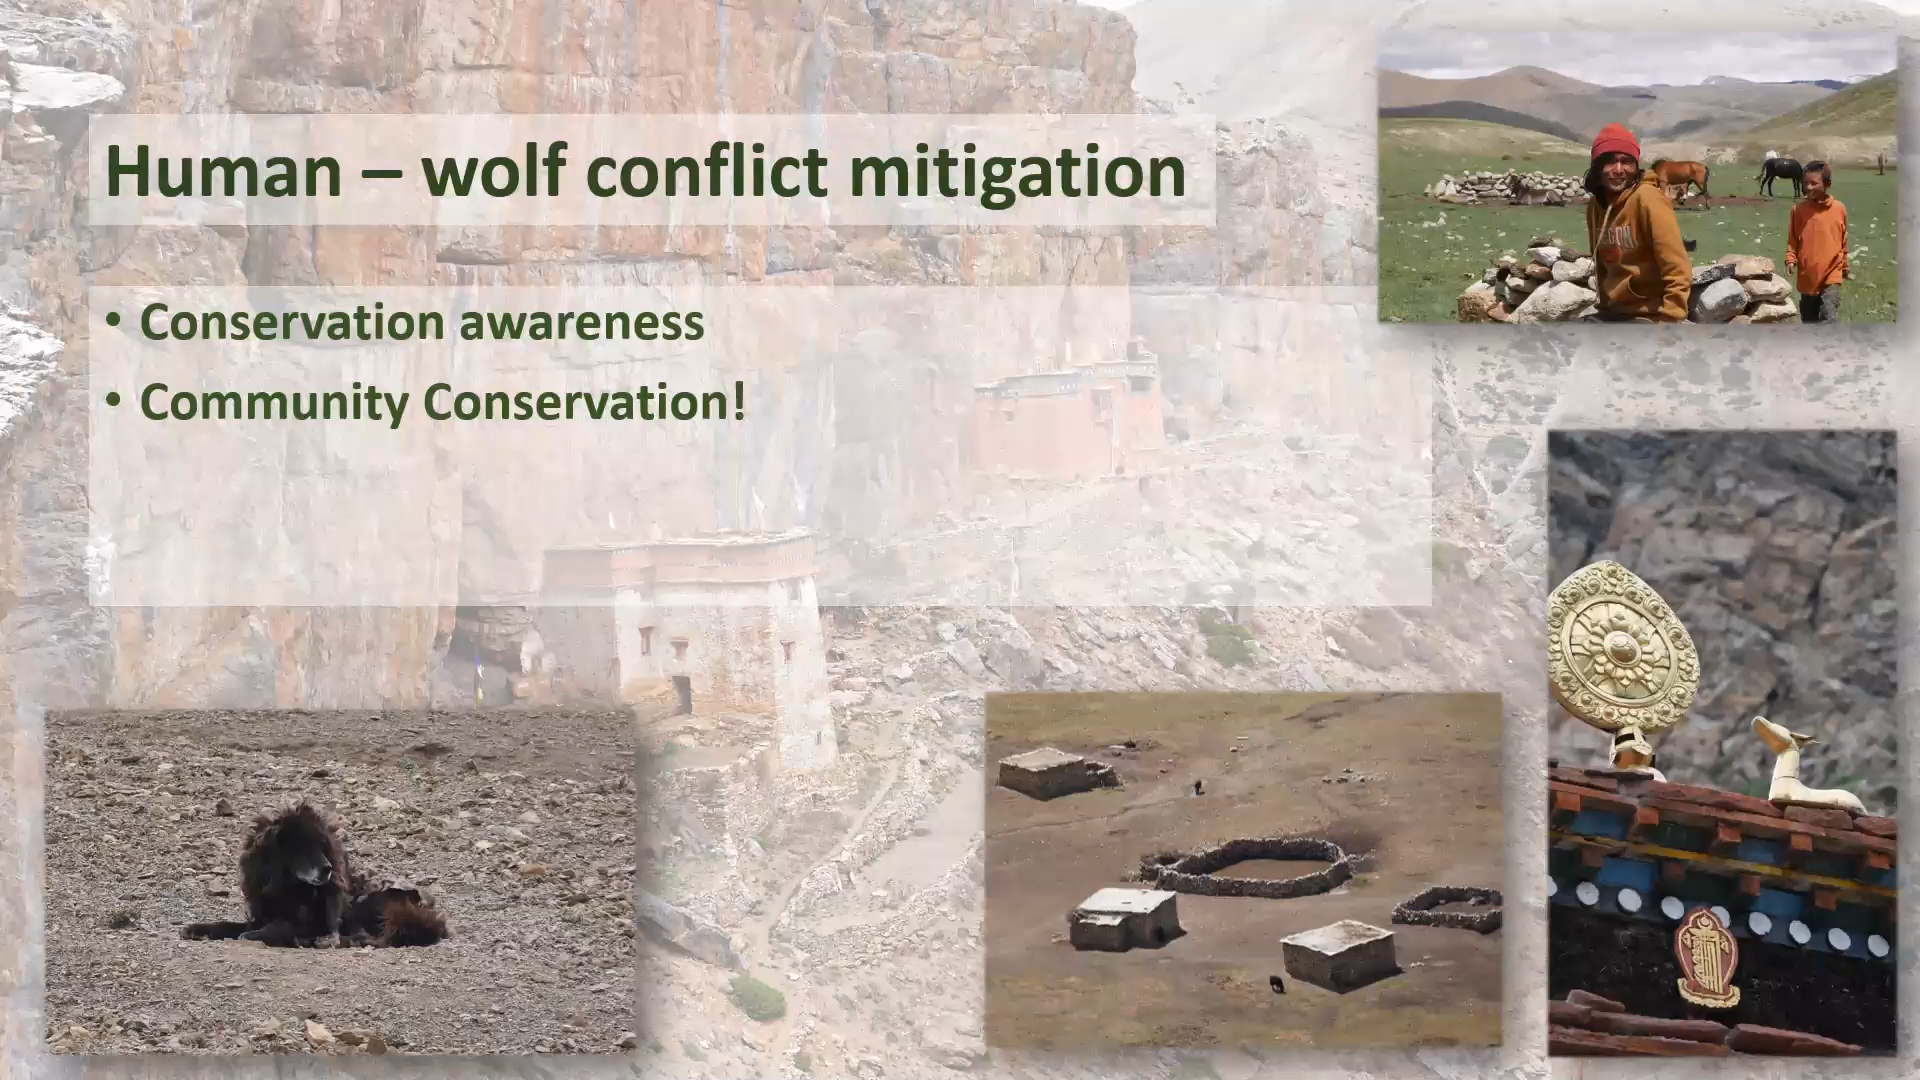 Human – wolf conflict mitigation
• Conservation awareness
• Community Conservation!